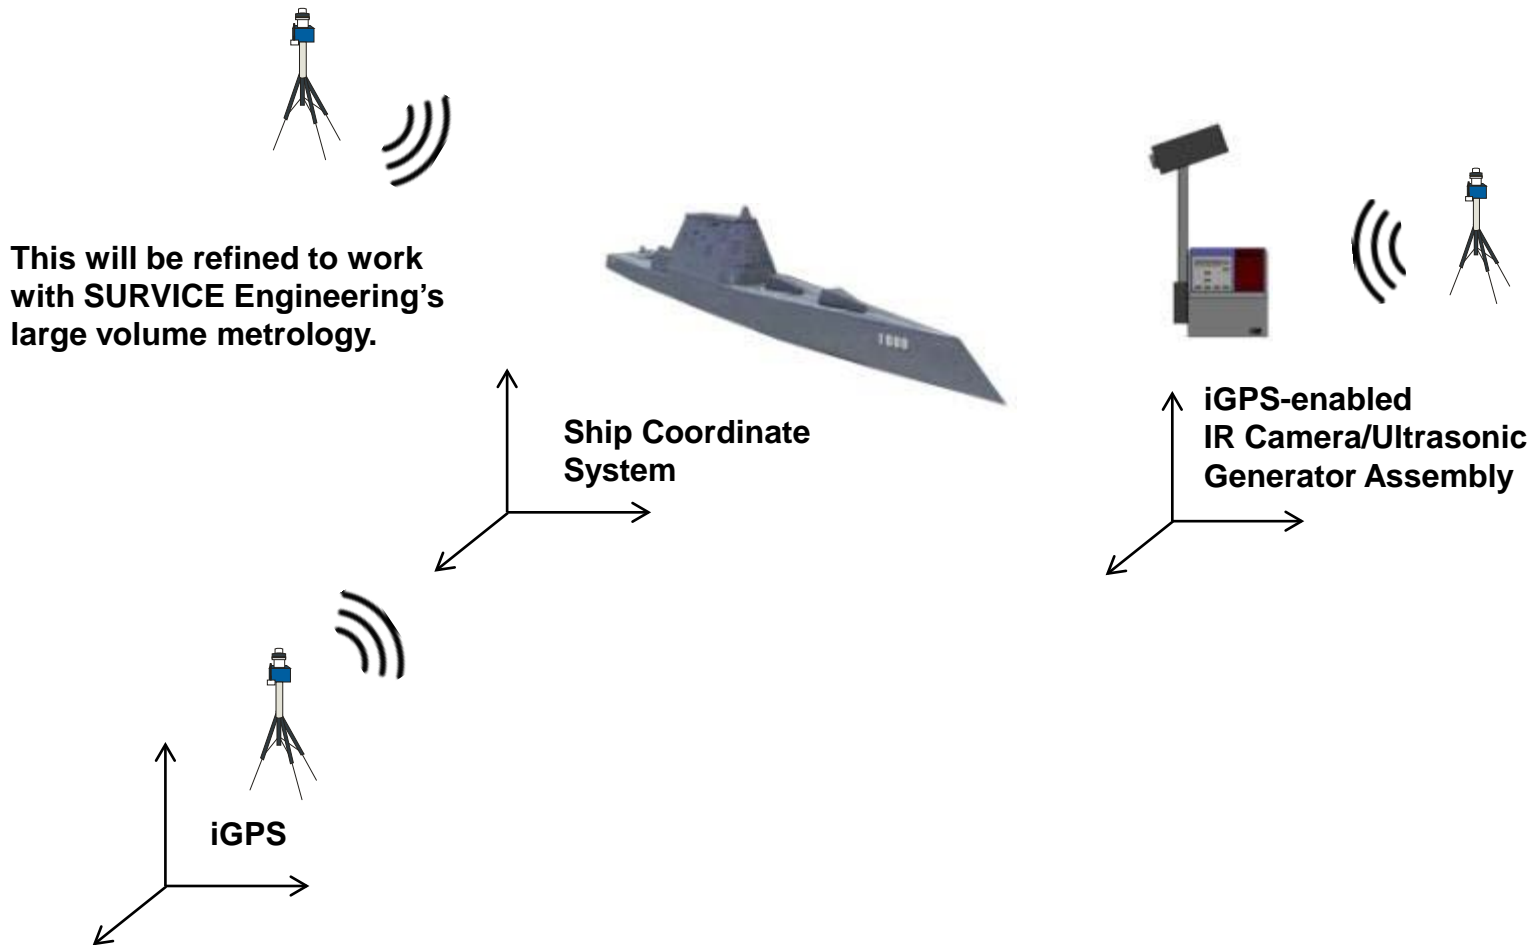 This will be refined to work
with SURVICE Engineering’s
large volume metrology.
1000
Ship Coordinate
System
iGPS-enabled
IR Camera/Ultrasonic
Generator Assembly
iGPS